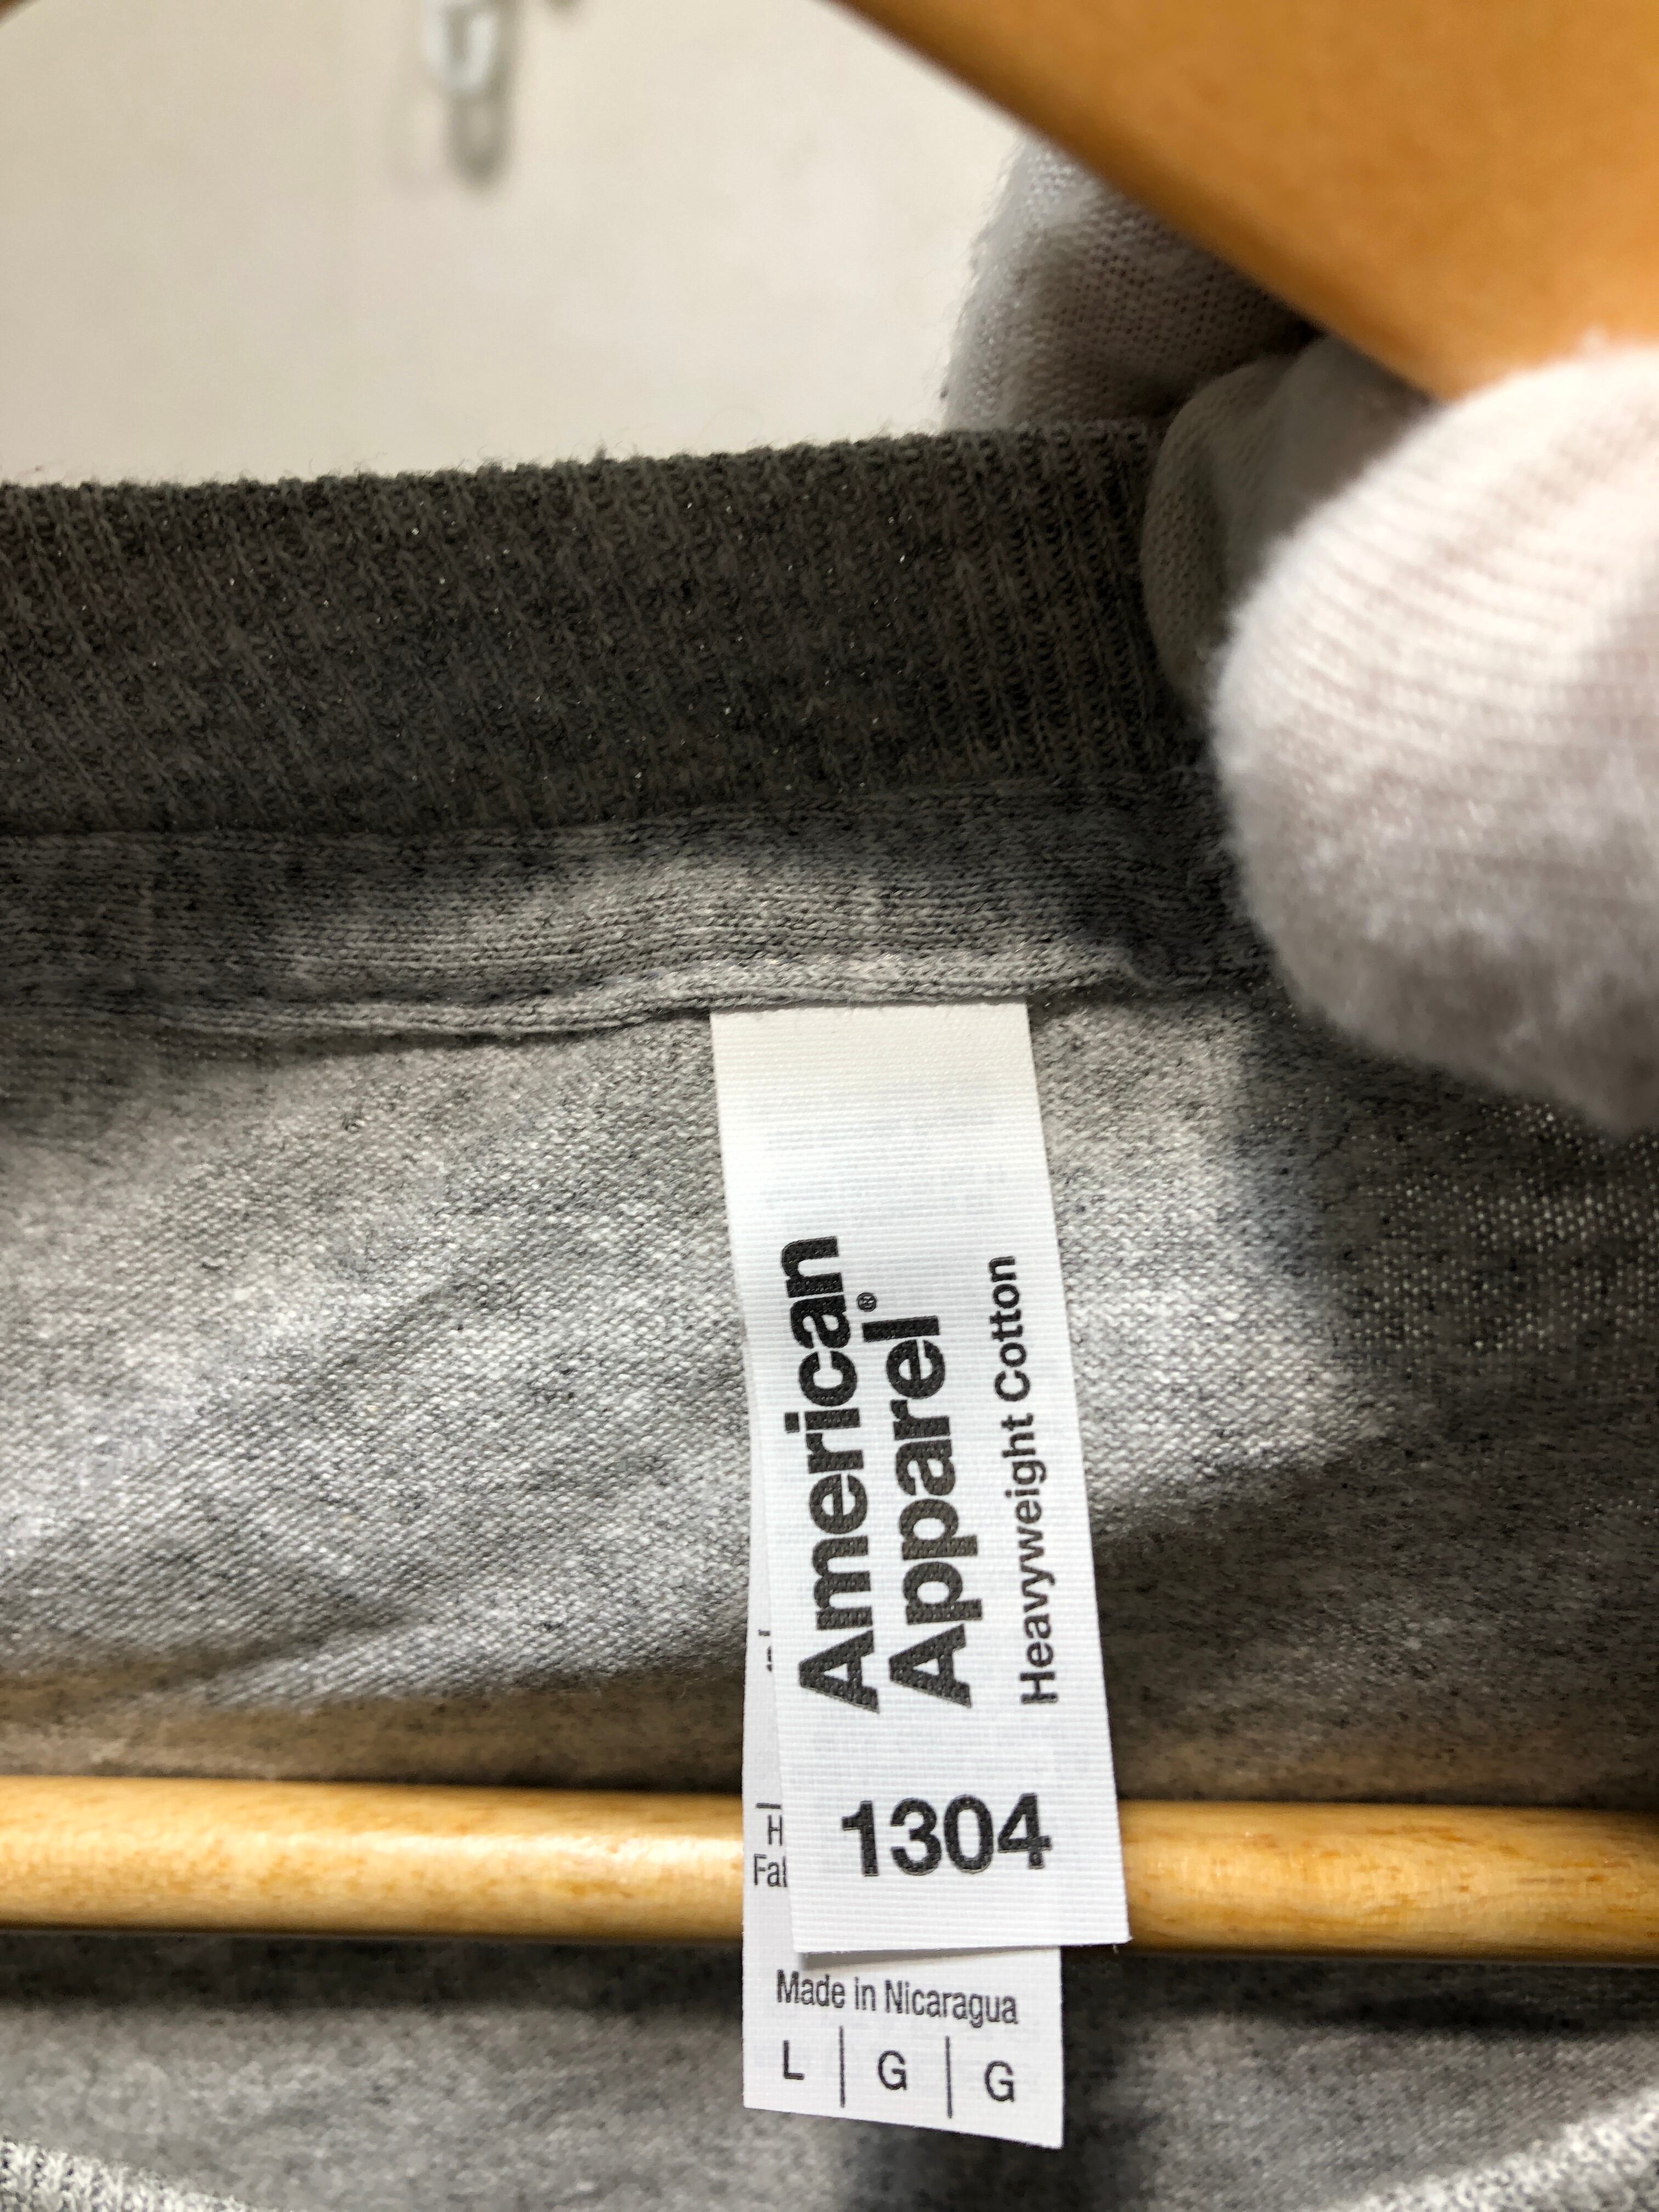 American
Apparel®
Heavyweight Cotton
1304
Made in Nicaragua
L | G | G